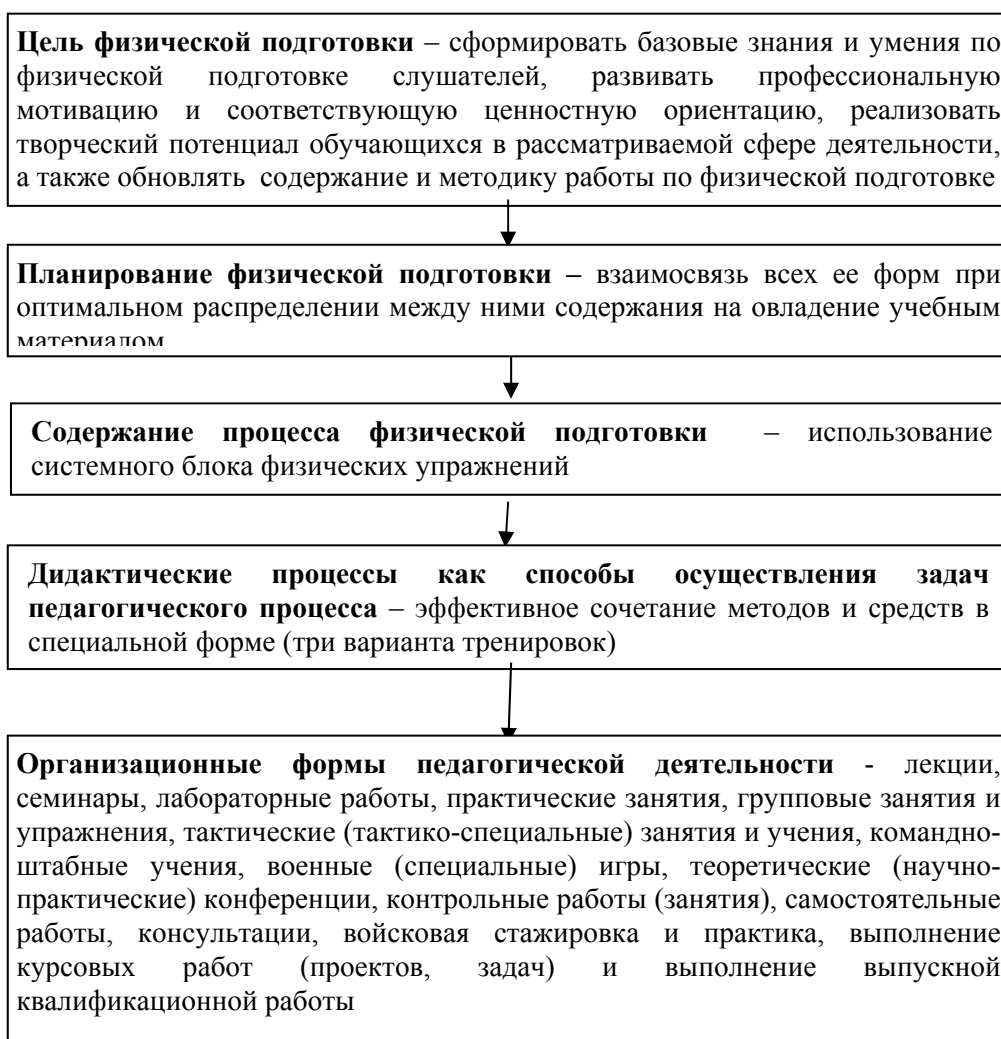 Цель физической подготовки – сформировать базовые знания и умения по
физической подготовке слушателей, развивать профессиональную
мотивацию и соответствующую ценностную ориентацию, реализовать
творческий потенциал обучающихся в рассматриваемой сфере деятельности,
а также обновлять содержание и методику работы по физической подготовке
Планирование физической подготовки – взаимосвязь всех ее форм при
оптимальном распределении между ними содержания на овладение учебным
материалом
Содержание процесса физической подготовки – использование
системного блока физических упражнений
Дидактические процессы как способы осуществления задач
педагогического процесса – эффективное сочетание методов и средств в
специальной форме (три варианта тренировок)
Организационные формы педагогической деятельности - лекции,
семинары, лабораторные работы, практические занятия, групповые занятия и
упражнения, тактические (тактико-специальные) занятия и учения, командно-
штабные учения, военные (специальные) игры, теоретические (научно-
практические) конференции, контрольные работы (занятия), самостоятельные
работы, консультации, войсковая стажировка и практика, выполнение
курсовых работ (проектов, задач) и выполнение выпускной
квалификационной работы